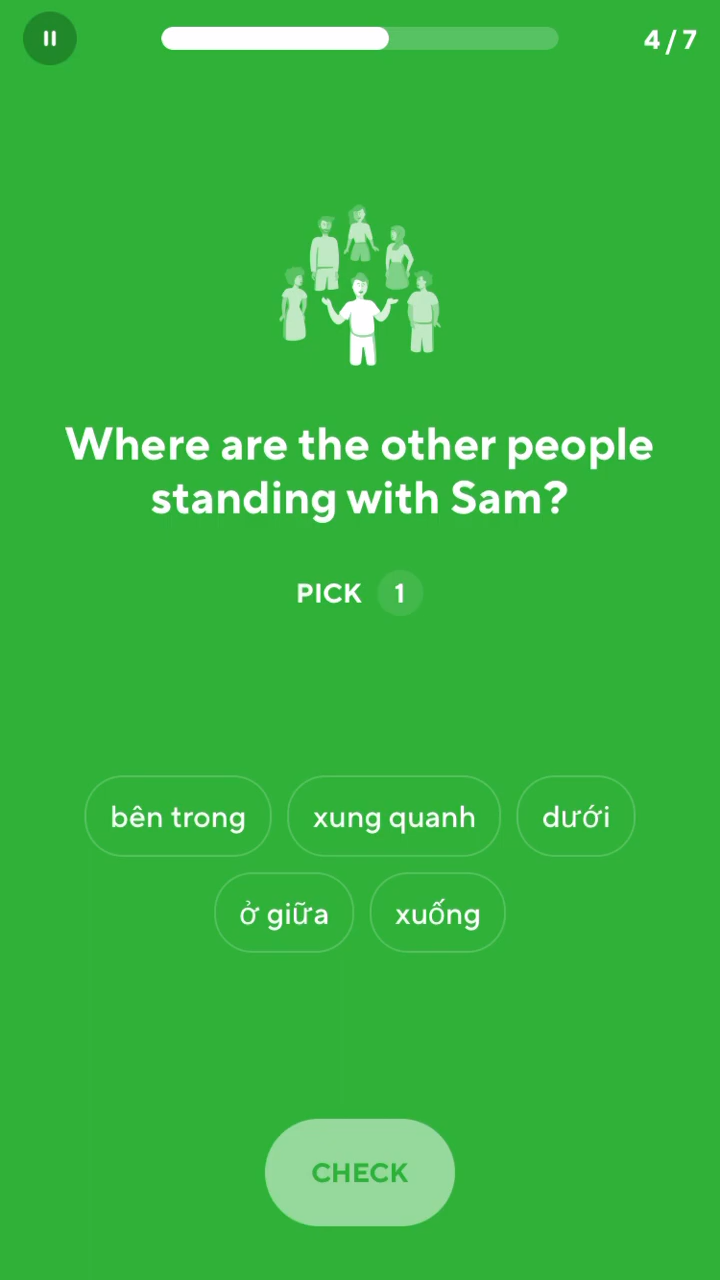 4 / 7
Where are the other people
standing with Sam?
PICK 1
bên trong xung quanh dưới
ở giữa xuống
CHECK